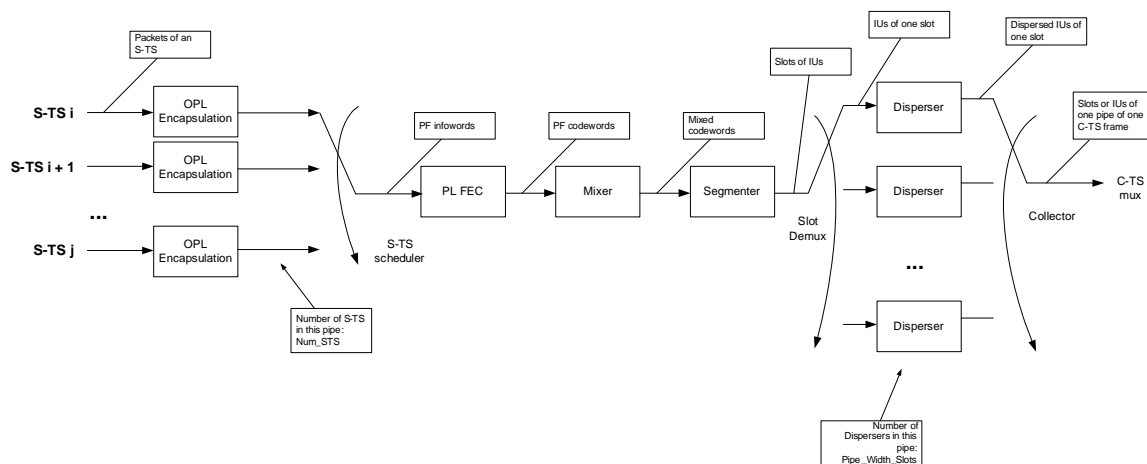 Packets of an
S-TS
S-TS i
OPL
Encapsulation
S-TS i + 1
OPL
Encapsulation
...
S-TS j
OPL
Encapsulation
Number of S-TS
in this pipe:
Num_STS
S-TS
scheduler
PF infowords
PL FEC
PF codewords
Mixer
Mixed
codewords
Segmenter
Slots of IUs
IUs of one slot
Slot
Demux
Disperser
Disperser
...
Disperser
Number of
Dispersers in this
pipe:
Pipe_Width_Slots
Dispersed IUs of
one slot
Collector
Slots or IUs of
one pipe of one
C-TS frame
C-TS
mux